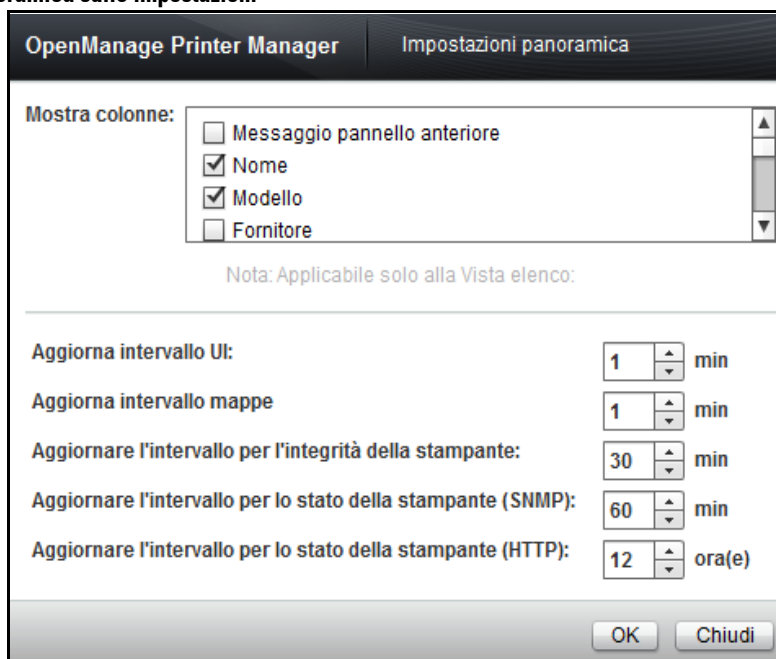 OpenManage Printer Manager Impostazioni panoramica
Mostra colonne:
Messaggio pannello anteriore
Nome
Modello
Fornitore
Nota: Applicabile solo alla Vista elenco:
Aggiorna intervallo UI: 1 min
Aggiorna intervallo mappe 1 min
Aggiornare l'intervallo per l'integrità della stampante: 30 min
Aggiornare l'intervallo per lo stato della stampante (SNMP): 60 min
Aggiornare l'intervallo per lo stato della stampante (HTTP): 12 ora(e)
OK Chiudi